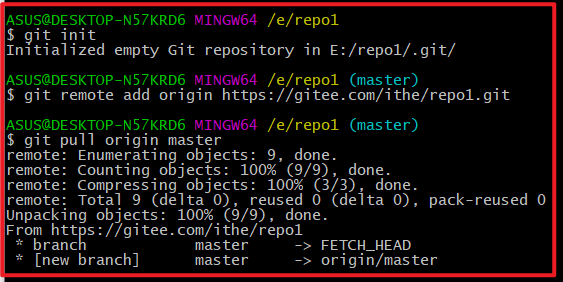 ASUS@DESKTOP-N57KRD6 MINGW64 /e/repo1
$ git init
Initialized empty Git repository in E:/repo1/.git/
ASUS@DESKTOP-N57KRD6 MINGW64 /e/repo1 (master)
$ git remote add origin https://gitee.com/ithe/repo1.git
ASUS@DESKTOP-N57KRD6 MINGW64 /e/repo1 (master)
$ git pull origin master
remote: Enumerating objects: 9, done.
remote: Counting objects: 100% (9/9), done.
remote: Compressing objects: 100% (3/3), done.
remote: Total 9 (delta 0), reused 0 (delta 0), pack-reused 0
Unpacking objects: 100% (9/9), done.
From https://gitee.com/ithe/repo1
 * branch            master     -> FETCH_HEAD
 * [new branch]      master     -> origin/master